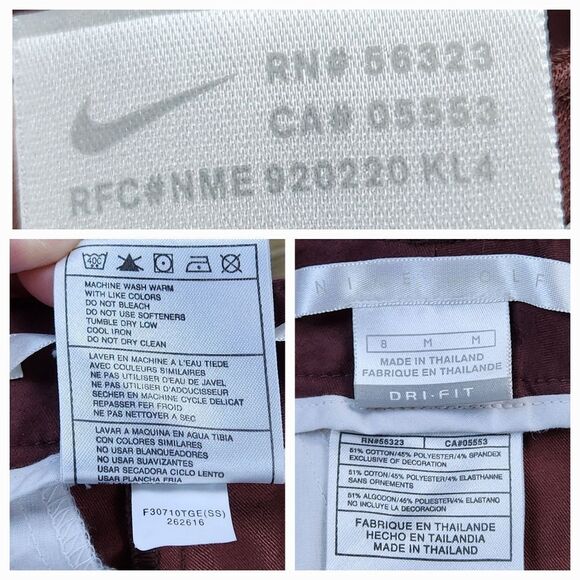 RN# 56323
CA# 05553
RFC#NME 920220 KL4
40C
MACHINE WASH WARM
WITH LIKE COLORS
DO NOT BLEACH
DO NOT USE SOFTENERS
TUMBLE DRY LOW
COOL IRON
DO NOT DRY CLEAN
LAVER EN MACHINE A L'EAU TIEDE
AVEC COULEURS SIMILAIRES
NE PAS UTILISER D'EAU DE JAVEL
NE PAS UTILISER D'ADOUCISSEUR
SECHER EN MACHINE CYCLE DELICAT
REPASSER FER FROID
NE PAS NETTOYER A SEC
LAVAR A MAQUINA EN AGUA TIBIA
CON COLORES SIMILARES
NO USAR BLANQUEADOR
NO USAR SUAVIZANTES
USAR SECADORA CICLO LENTO
USAR PLANCHA FRIA
F30710TGE(SS)
262616
NIKE GOLF
8 M M
MADE IN THAILAND
FABRIQUE EN THAILANDE
DRI-FIT
RN#56323 CA#05553
51% COTTON/45% POLYESTER/4% SPANDEX
EXCLUSIVE OF DECORATION
51% COTON/45% POLYESTER/4% ELASTHANNE
SANS ORNEMENTS
51% ALGODON/45% POLIESTER/4% ELASTANO
NO INCLUYE LA DECORACION
FABRIQUE EN THAILANDE
HECHO EN TAILANDIA
MADE IN THAILAND